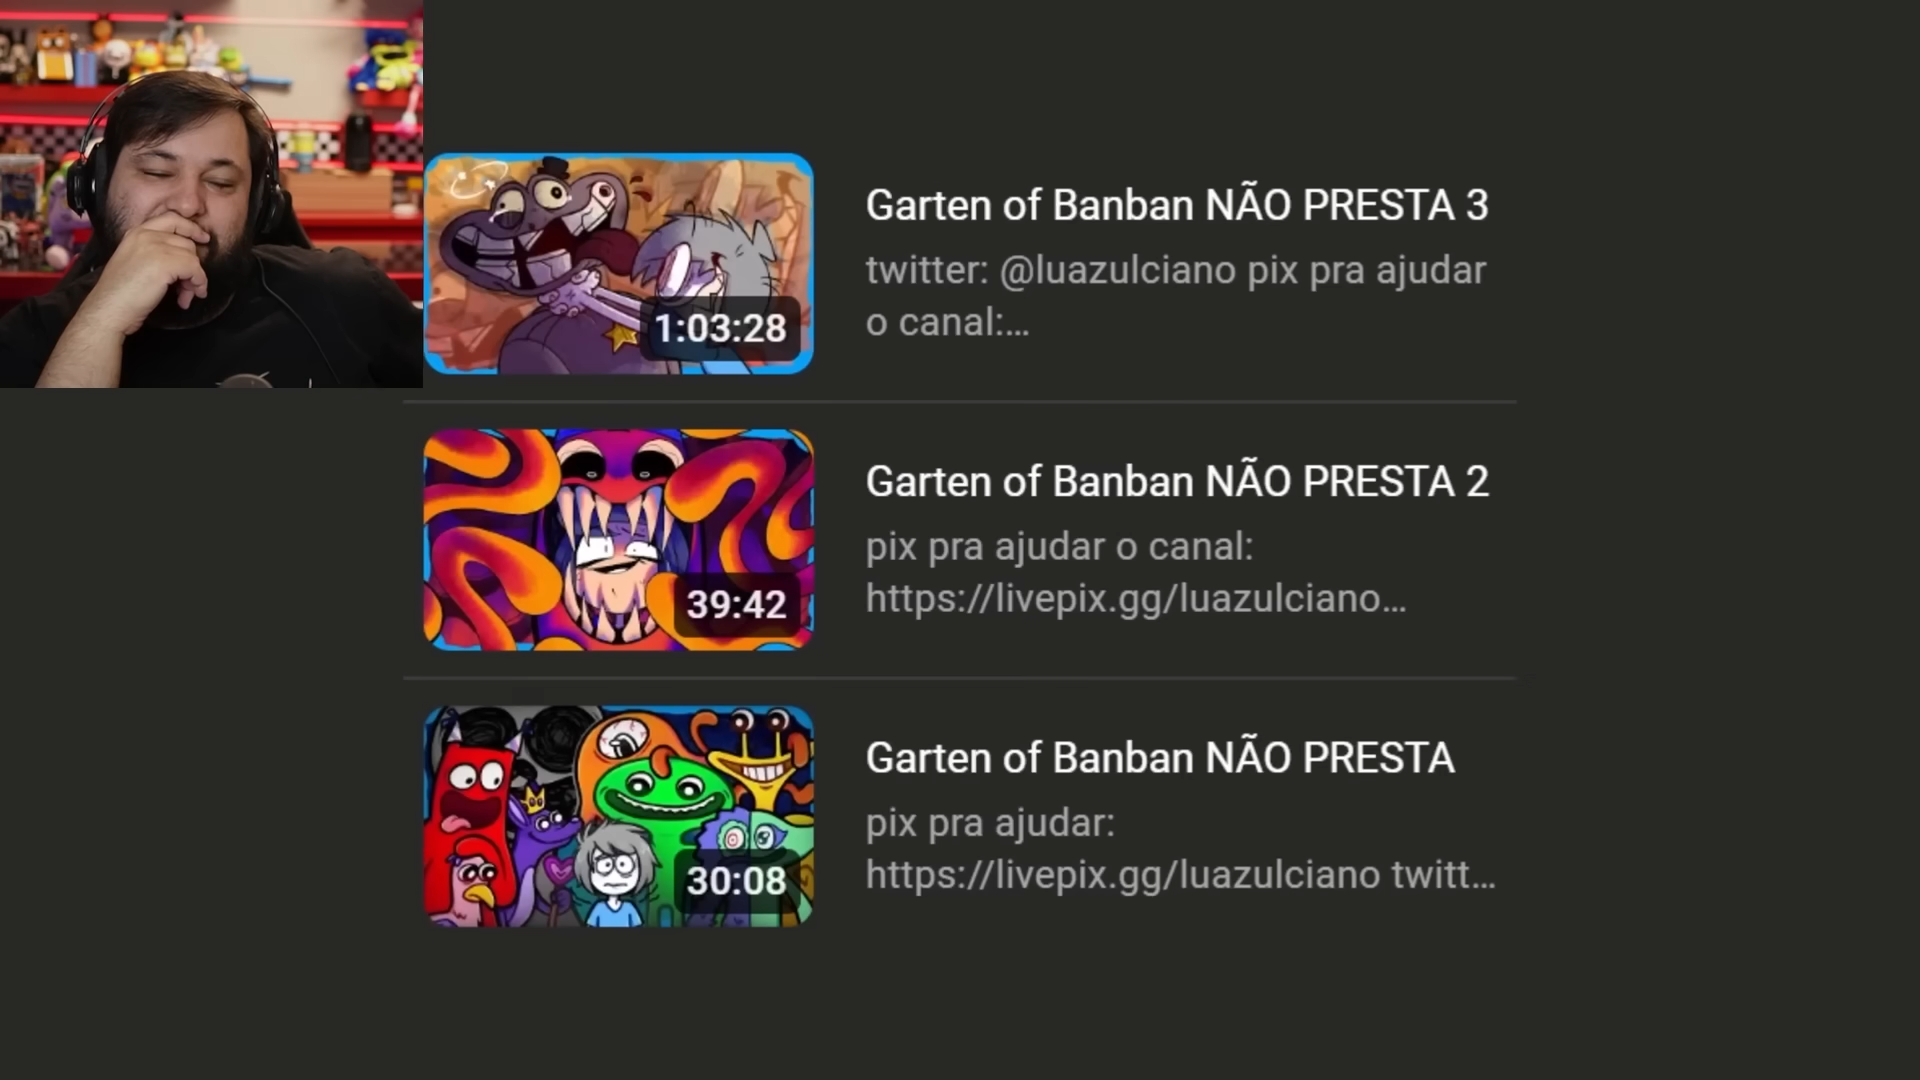 Garten of Banban NÃO PRESTA 3
twitter: @luazulciano pix pra ajudar
o canal:...
1:03:28
Garten of Banban NÃO PRESTA 2
pix pra ajudar o canal:
https://livepix.gg/luazulciano...
39:42
Garten of Banban NÃO PRESTA
pix pra ajudar:
https://livepix.gg/luazulciano twitt...
30:08